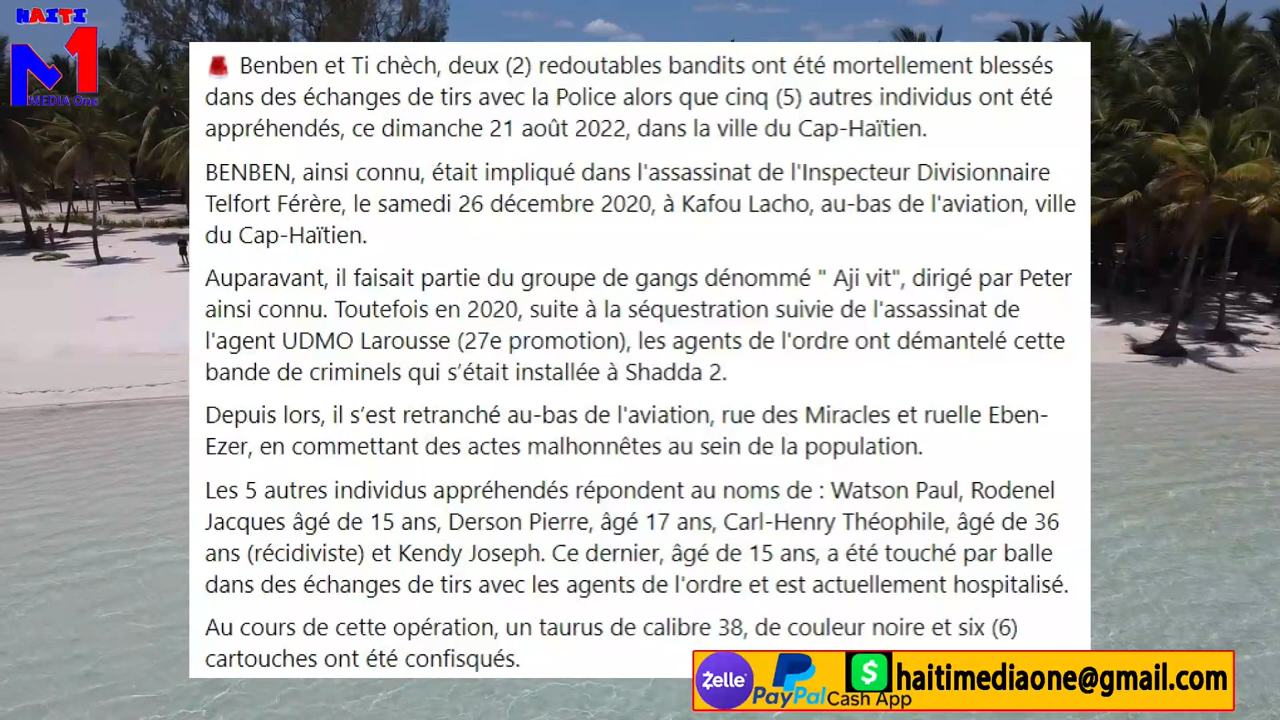 HAITI
M1
MEDIA One
Benben et Ti chèch, deux (2) redoutables bandits ont été mortellement blessés
dans des échanges de tirs avec la Police alors que cinq (5) autres individus ont été
appréhendés, ce dimanche 21 août 2022, dans la ville du Cap-Haïtien.
BENBEN, ainsi connu, était impliqué dans l'assassinat de l'Inspecteur Divisionnaire
Telfort Férère, le samedi 26 décembre 2020, à Kafou Lacho, au-bas de l'aviation, ville
du Cap-Haïtien.
Auparavant, il faisait partie du groupe de gangs dénommé " Aji vit", dirigé par Peter
ainsi connu. Toutefois en 2020, suite à la séquestration suivie de l'assassinat de
l'agent UDMO Larousse (27e promotion), les agents de l'ordre ont démantelé cette
bande de criminels qui s’était installée à Shadda 2.
Depuis lors, il s’est retranché au-bas de l'aviation, rue des Miracles et ruelle Eben-
Ezer, en commettant des actes malhonnêtes au sein de la population.
Les 5 autres individus appréhendés répondent au noms de : Watson Paul, Rodenel
Jacques âgé de 15 ans, Derson Pierre, âgé 17 ans, Carl-Henry Théophile, âgé de 36
ans (récidiviste) et Kendy Joseph. Ce dernier, âgé de 15 ans, a été touché par balle
dans des échanges de tirs avec les agents de l'ordre et est actuellement hospitalisé.
Au cours de cette opération, un taurus de calibre 38, de couleur noire et six (6)
cartouches ont été confisqués.
Zelle PayPal $ Cash App haitimediaone@gmail.com